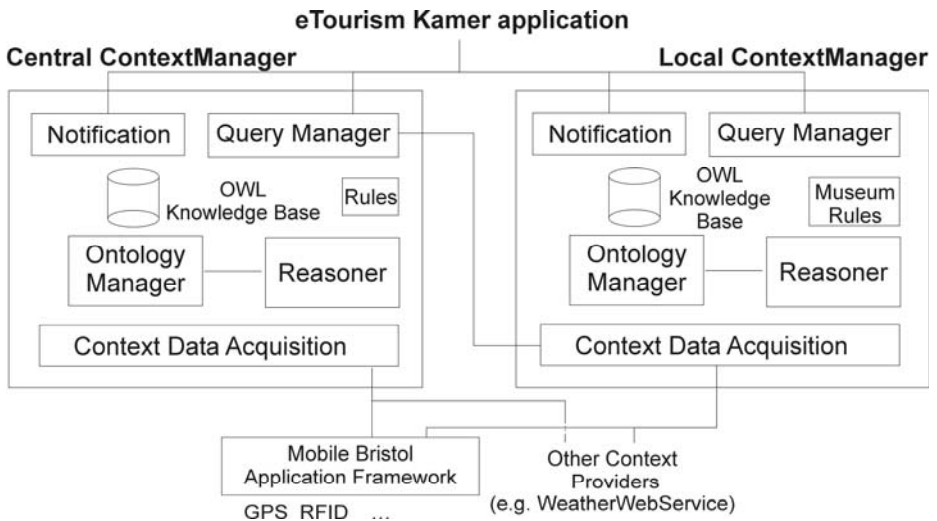 eTourism Kamer application
Central ContextManager
Local ContextManager
Notification
Query Manager
OWL
Knowledge Base
Rules
Ontology
Manager
Reasoner
Context Data Acquisition
Notification
Query Manager
OWL
Knowledge
Base
Museum
Rules
Ontology
Manager
Reasoner
Context Data Acquisition
Mobile Bristol
Application Framework
GPS RFID ...
Other Context
Providers
(e.g. WeatherWebService)